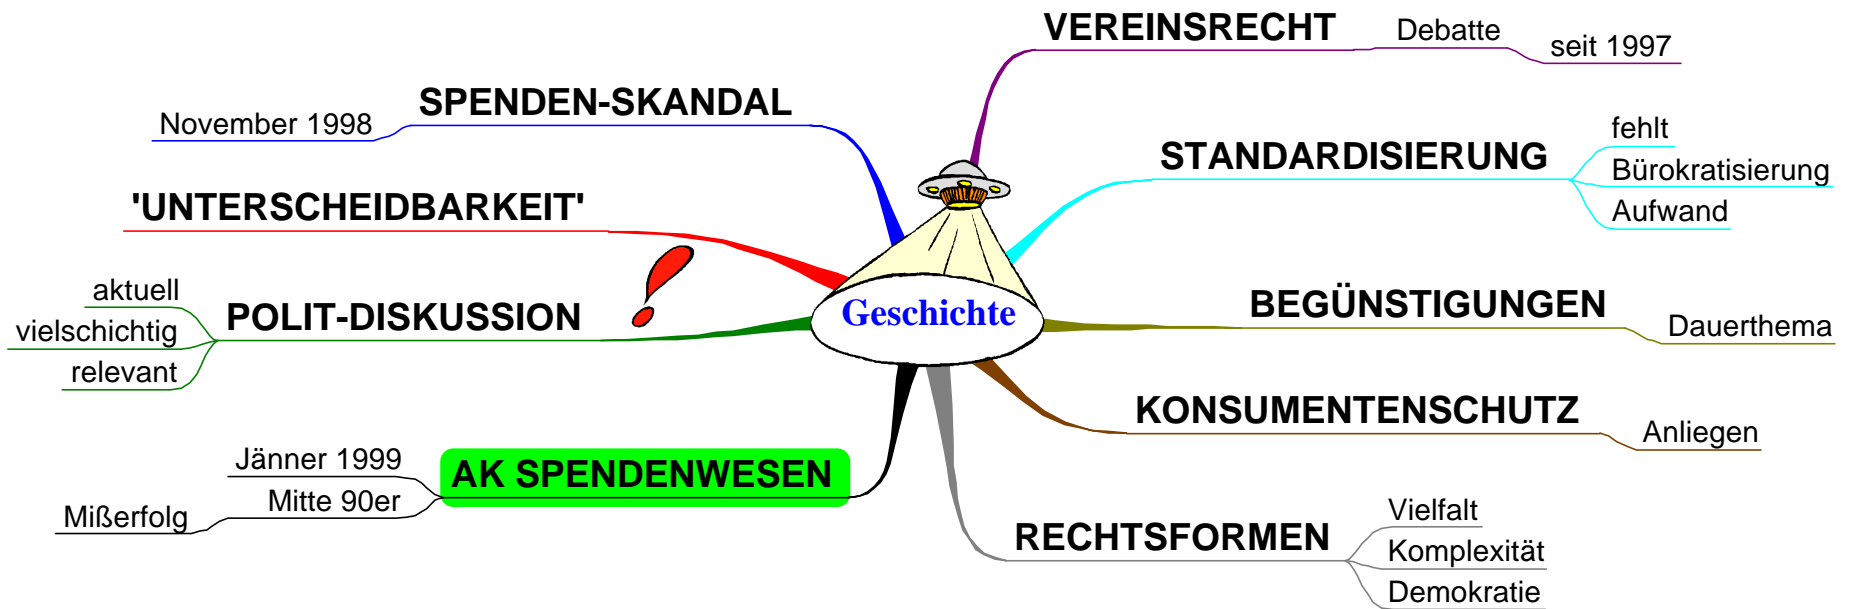 VEREINSRECHT
Debatte
seit 1997
SPENDEN-SKANDAL
November 1998
STANDARDISIERUNG
fehlt
Bürokratisierung
Aufwand
'UNTERSCHEIDBARKEIT'
Geschichte
BEGÜNSTIGUNGEN
Dauerthema
POLIT-DISKUSSION
aktuell
vielschichtig
relevant
KONSUMENTENSCHUTZ
Anliegen
AK SPENDENWESEN
Jänner 1999
Mitte 90er
Mißerfolg
RECHTSFORMEN
Vielfalt
Komplexität
Demokratie